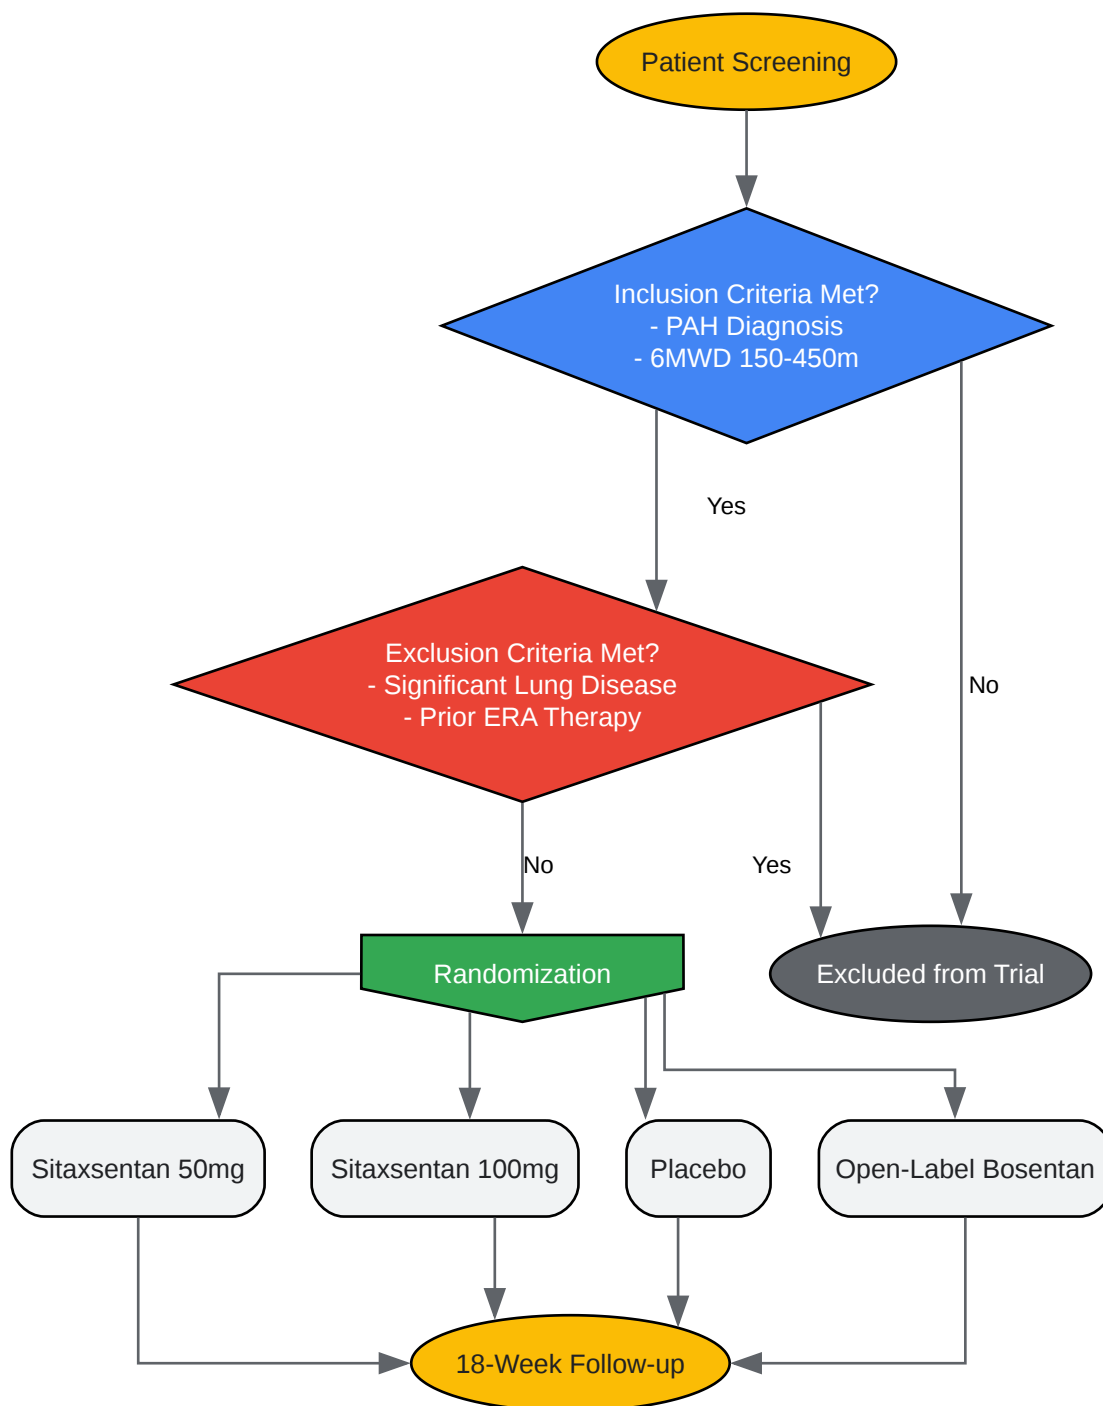 Patient Screening
Inclusion Criteria Met?
- PAH Diagnosis
- 6MWD 150-450m
Yes
No
Exclusion Criteria Met?
- Significant Lung Disease
- Prior ERA Therapy
No
Yes
Randomization
Excluded from Trial
Sitaxsentan 50mg
Sitaxsentan 100mg
Placebo
Open-Label Bosentan
18-Week Follow-up